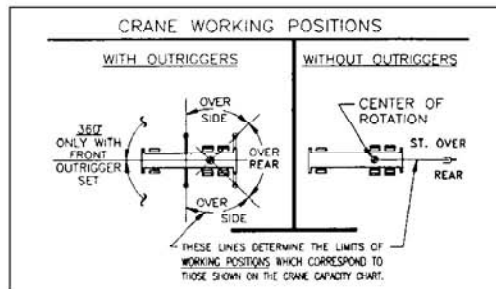 CRANE WORKING POSITIONS
WITH OUTRIGGERS
WITHOUT OUTRIGGERS
OVER
SIDE
360°
ONLY WITH
FRONT
OUTRIGGER
SET
OVER
REAR
OVER
SIDE
CENTER OF
ROTATION
ST. OVER
REAR
THESE LINES DETERMINE THE LIMITS OF
WORKING POSITIONS WHICH CORRESPOND TO
THOSE SHOWN ON THE CRANE CAPACITY CHART.